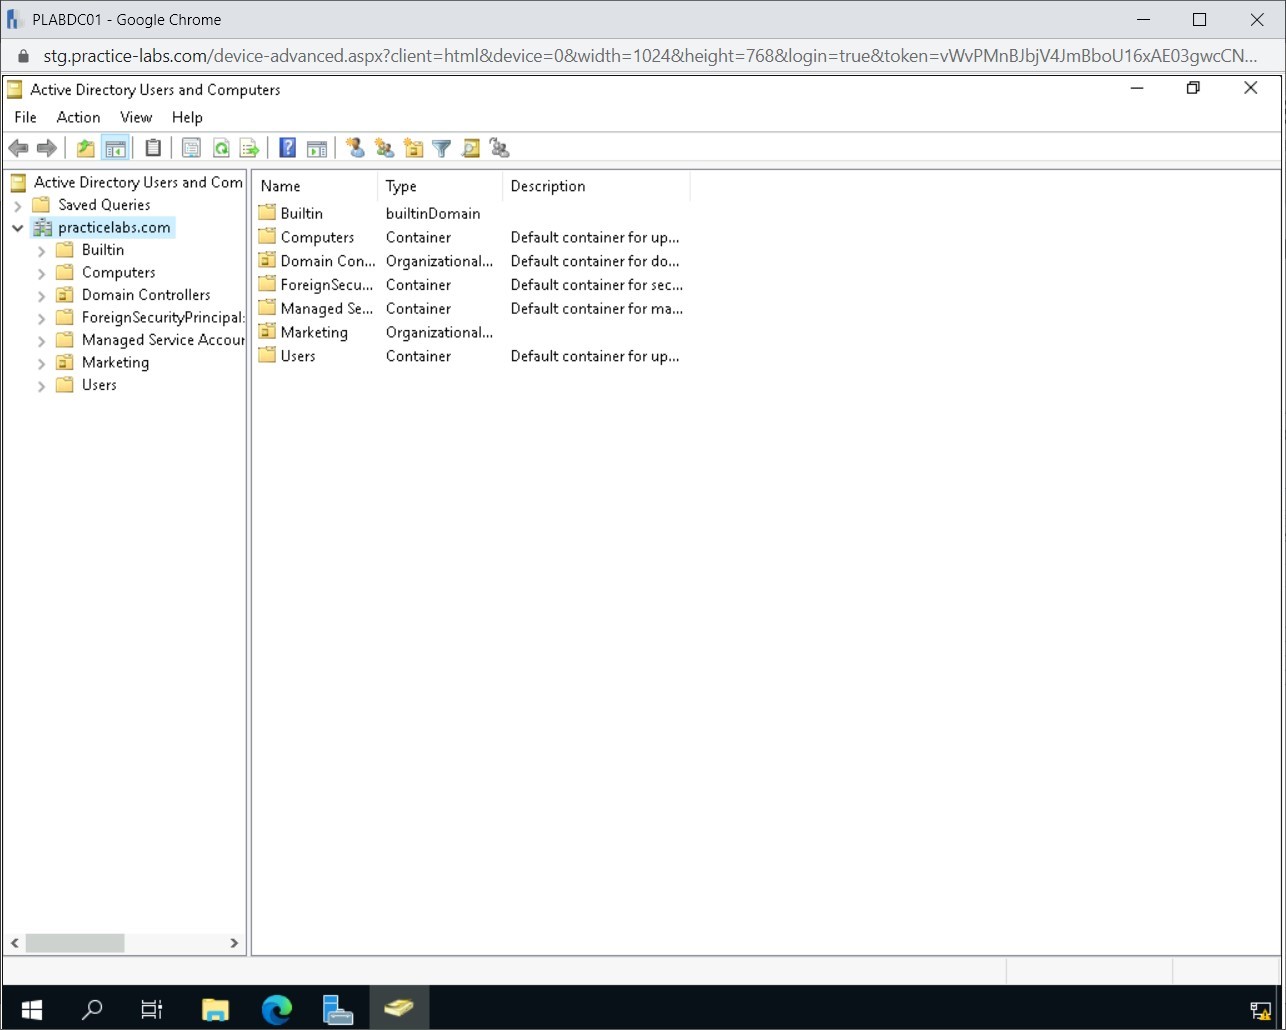 PLABDC01 - Google Chrome
stg.practice-labs.com/device-advanced.aspx?client=html&device=0&width=1024&height=768&login=true&token=vWvPMnBJbjV4JmBboU16xAE03gwcCN...
Active Directory Users and Computers
File Action View Help
Active Directory Users and Com
Saved Queries
practicelabs.com
Builtin
Computers
Domain Controllers
ForeignSecurityPrincipal:
Managed Service Accour
Marketing
Users
Name Type Description
Builtin builtinDomain
Computers Container Default container for up...
Domain Con... Organizational... Default container for do...
ForeignSecu... Container Default container for sec...
Managed Se... Container Default container for ma...
Marketing Organizational...
Users Container Default container for up...